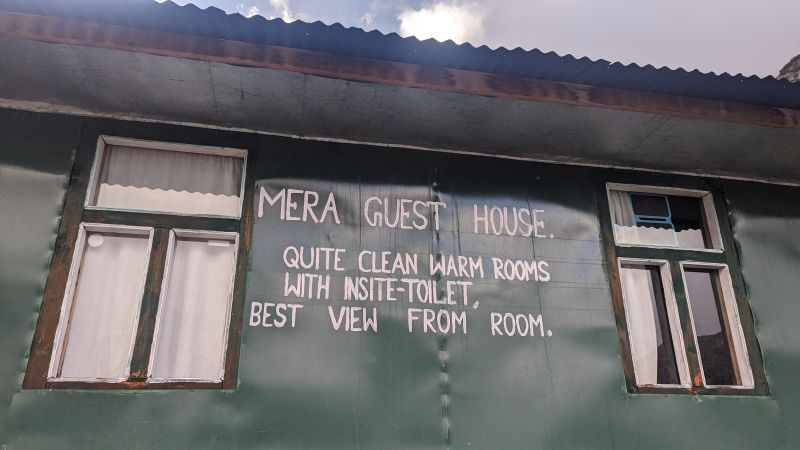 MERA GUEST HOUSE.
QUITE CLEAN WARM ROOMS
WITH INSITE-TOILET,
BEST VIEW FROM ROOM.